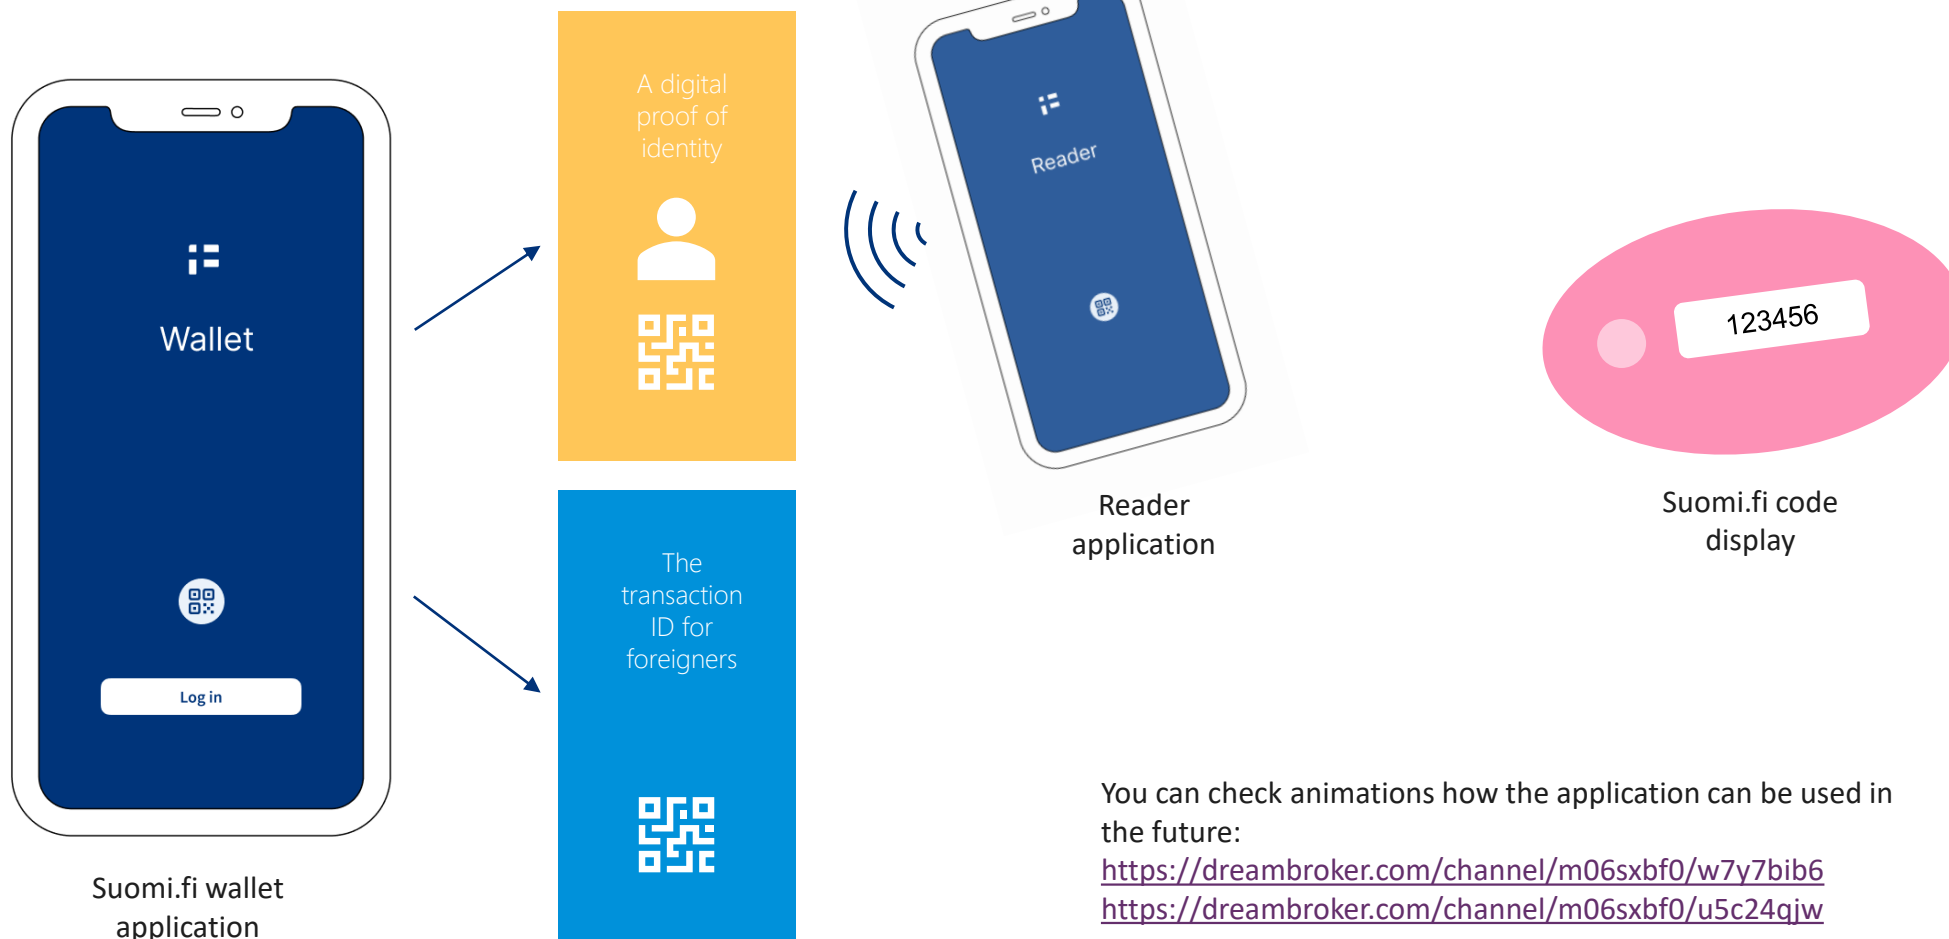 Wallet
Log in
Suomi.fi wallet
application
A digital
proof of
identity
The
transaction
ID for
foreigners
Reader
Reader
application
123456
Suomi.fi code
display
You can check animations how the application can be used in
the future:
https://dreambroker.com/channel/m06sxbf0/w7y7bib6
https://dreambroker.com/channel/m06sxbf0/u5c24qjw